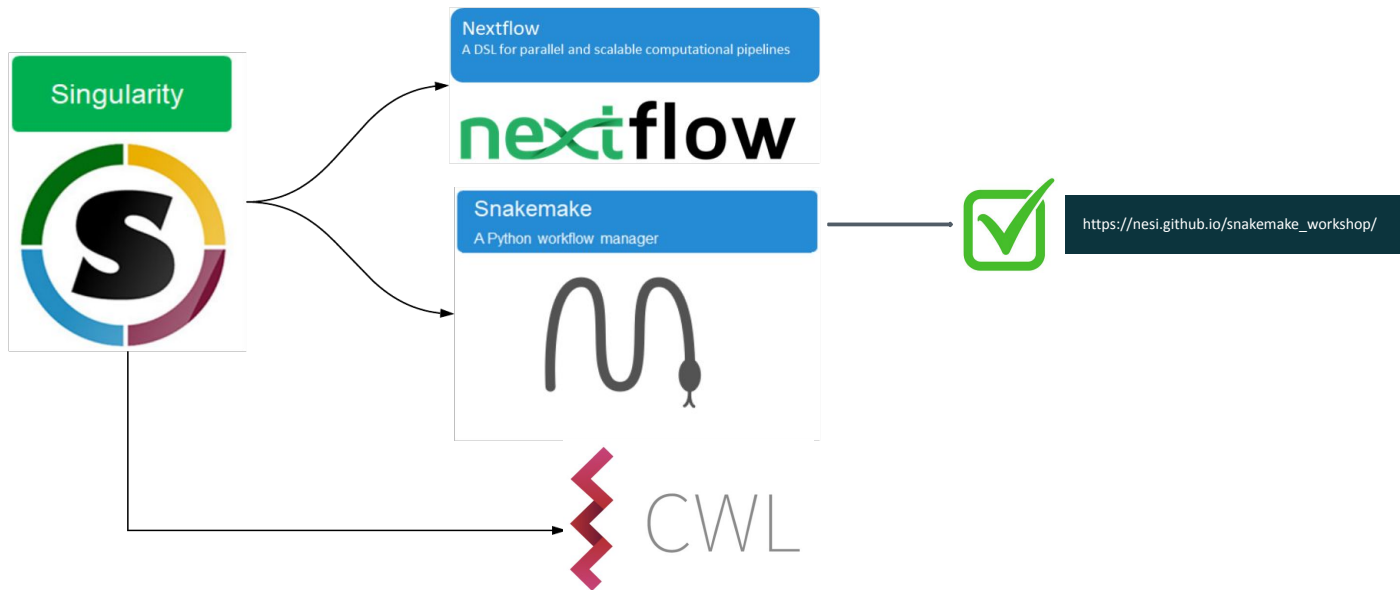 Singularity
S
Nextflow
A DSL for parallel and scalable computational pipelines
nextflow
Snakemake
A Python workflow manager
https://nesi.github.io/snakemake_workshop/
CWL